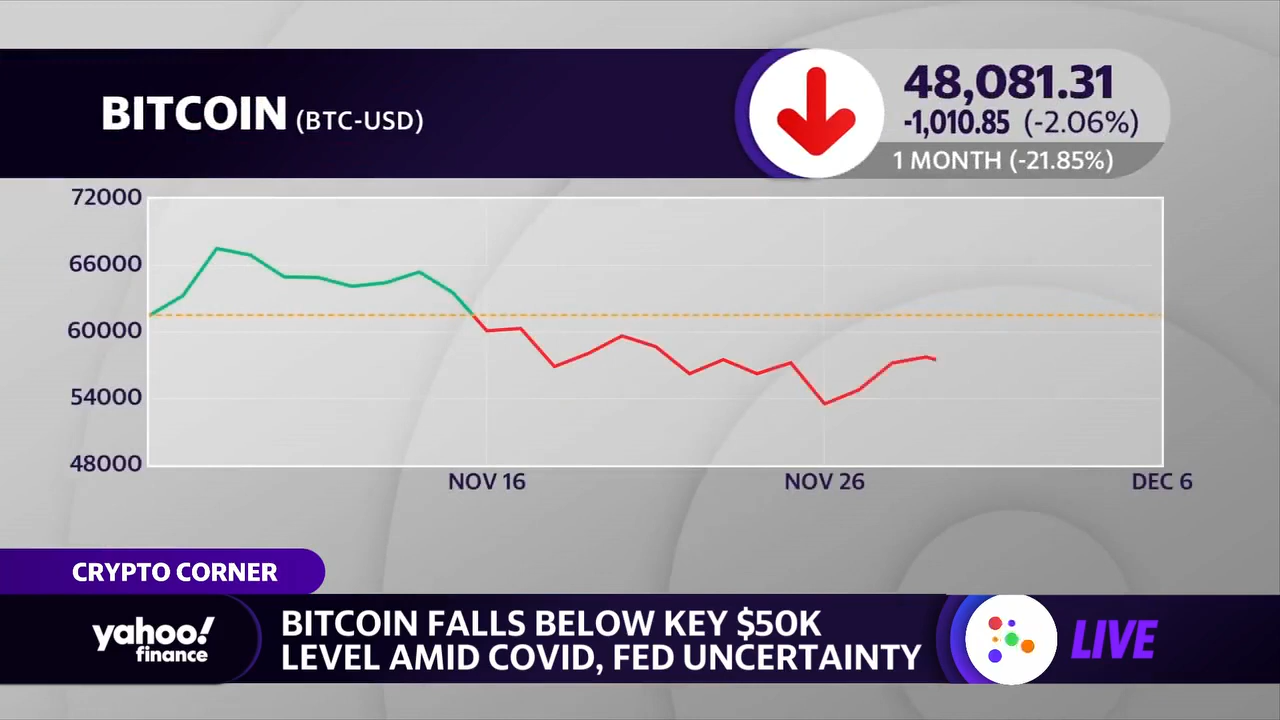 BITCOIN (BTC-USD)
48,081.31
-1,010.85 (-2.06%)
1 MONTH (-21.85%)
72000
66000
60000
54000
48000
NOV 16
NOV 26
DEC 6
CRYPTO CORNER
yahoo!
finance
BITCOIN FALLS BELOW KEY $50K
LEVEL AMID COVID, FED UNCERTAINTY
LIVE